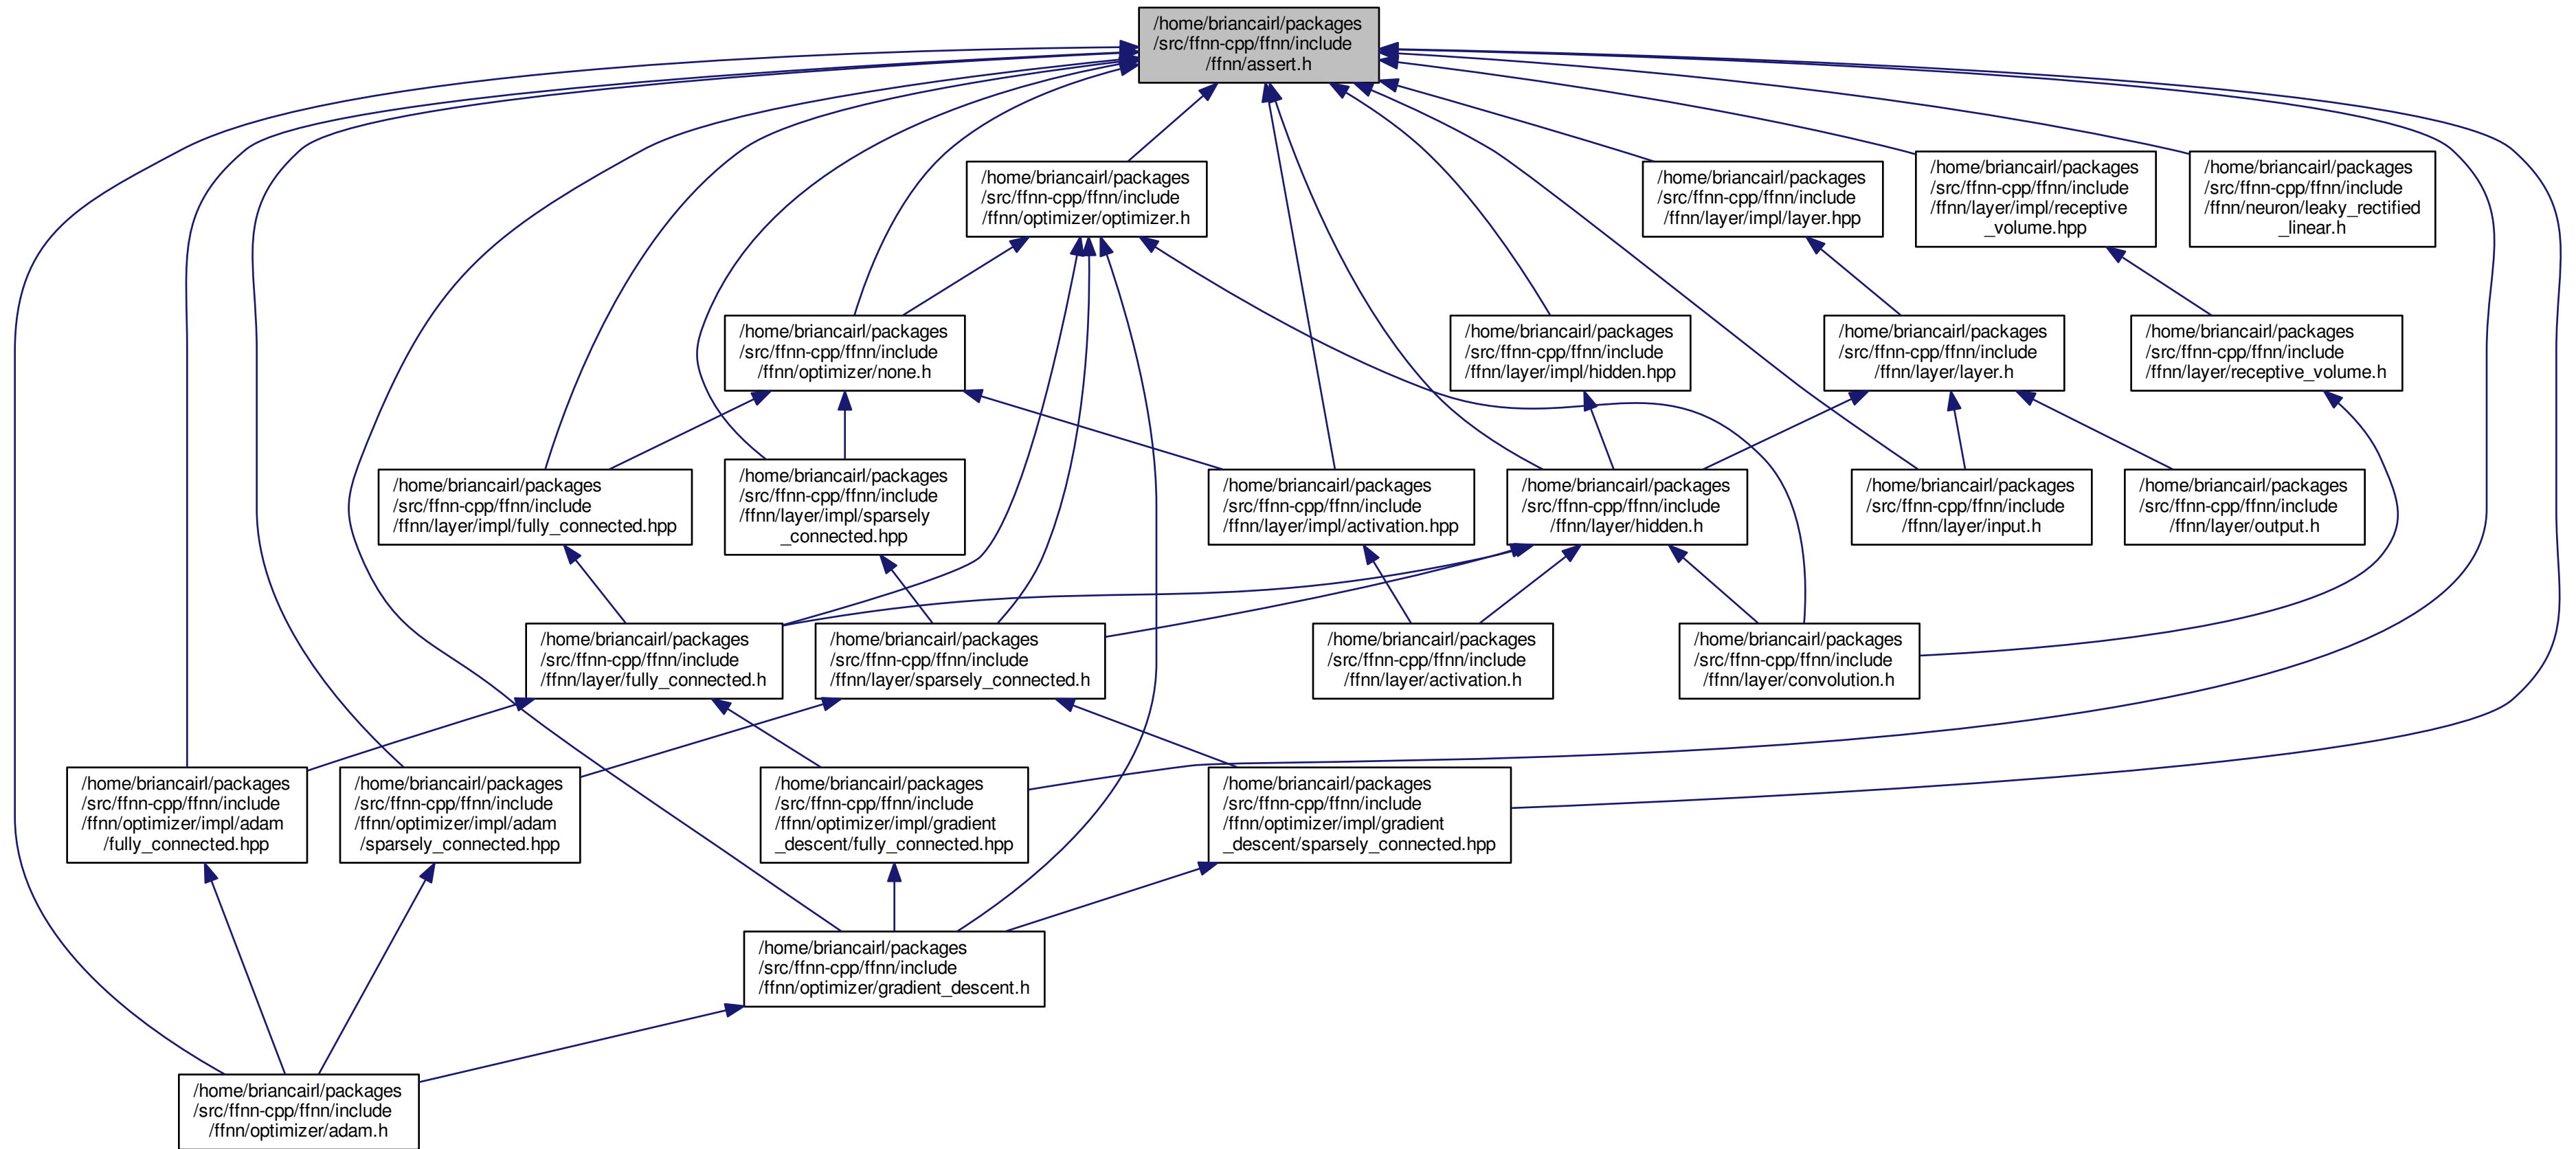 /home/briancairl/packages
/src/ffnn-cpp/ffnn/include
/ffnn/assert.h
/home/briancairl/packages
/src/ffnn-cpp/ffnn/include
/ffnn/optimizer/optimizer.h
/home/briancairl/packages
/src/ffnn-cpp/ffnn/include
/ffnn/layer/impl/layer.hpp
/home/briancairl/packages
/src/ffnn-cpp/ffnn/include
/ffnn/layer/impl/receptive
_volume.hpp
/home/briancairl/packages
/src/ffnn-cpp/ffnn/include
/ffnn/neuron/leaky_rectified
_linear.h
/home/briancairl/packages
/src/ffnn-cpp/ffnn/include
/ffnn/optimizer/none.h
/home/briancairl/packages
/src/ffnn-cpp/ffnn/include
/ffnn/layer/impl/hidden.hpp
/home/briancairl/packages
/src/ffnn-cpp/ffnn/include
/ffnn/layer/layer.h
/home/briancairl/packages
/src/ffnn-cpp/ffnn/include
/ffnn/layer/receptive_volume.h
/home/briancairl/packages
/src/ffnn-cpp/ffnn/include
/ffnn/layer/impl/fully_connected.hpp
/home/briancairl/packages
/src/ffnn-cpp/ffnn/include
/ffnn/layer/impl/sparsely
_connected.hpp
/home/briancairl/packages
/src/ffnn-cpp/ffnn/include
/ffnn/layer/impl/activation.hpp
/home/briancairl/packages
/src/ffnn-cpp/ffnn/include
/ffnn/layer/hidden.h
/home/briancairl/packages
/src/ffnn-cpp/ffnn/include
/ffnn/layer/input.h
/home/briancairl/packages
/src/ffnn-cpp/ffnn/include
/ffnn/layer/output.h
/home/briancairl/packages
/src/ffnn-cpp/ffnn/include
/ffnn/layer/fully_connected.h
/home/briancairl/packages
/src/ffnn-cpp/ffnn/include
/ffnn/layer/sparsely_connected.h
/home/briancairl/packages
/src/ffnn-cpp/ffnn/include
/ffnn/layer/activation.h
/home/briancairl/packages
/src/ffnn-cpp/ffnn/include
/ffnn/layer/convolution.h
/home/briancairl/packages
/src/ffnn-cpp/ffnn/include
/ffnn/optimizer/impl/adam
/fully_connected.hpp
/home/briancairl/packages
/src/ffnn-cpp/ffnn/include
/ffnn/optimizer/impl/adam
/sparsely_connected.hpp
/home/briancairl/packages
/src/ffnn-cpp/ffnn/include
/ffnn/optimizer/impl/gradient
_descent/fully_connected.hpp
/home/briancairl/packages
/src/ffnn-cpp/ffnn/include
/ffnn/optimizer/impl/gradient
_descent/sparsely_connected.hpp
/home/briancairl/packages
/src/ffnn-cpp/ffnn/include
/ffnn/optimizer/gradient_descent.h
/home/briancairl/packages
/src/ffnn-cpp/ffnn/include
/ffnn/optimizer/adam.h